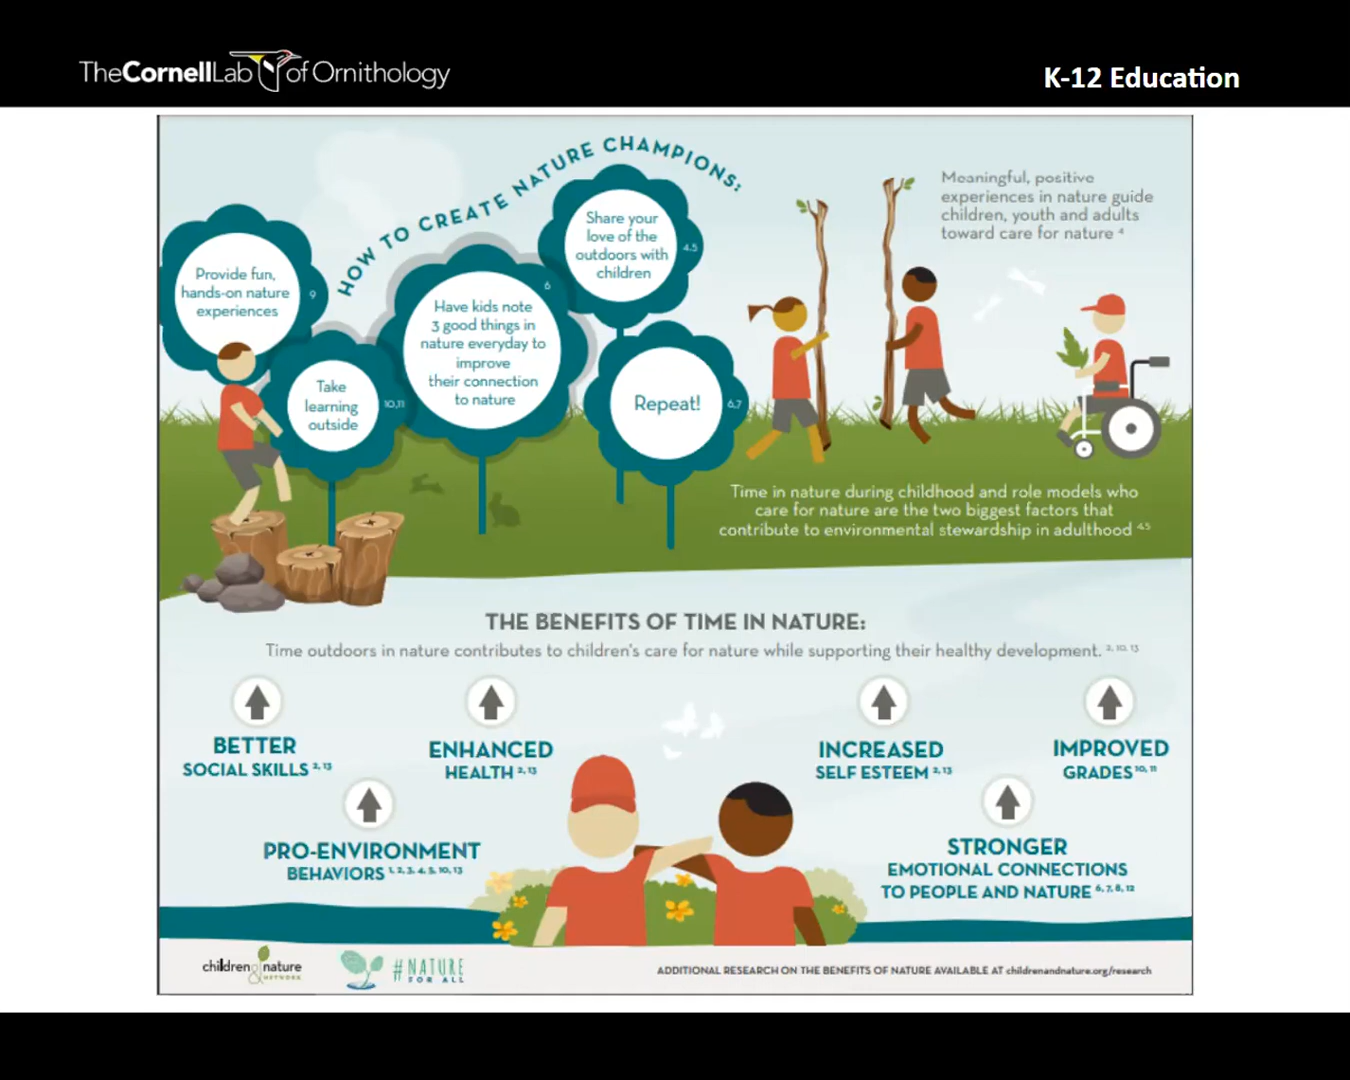 TheCornellLab of Ornithology
K-12 Education
HOW TO CREATE NATURE CHAMPIONS:
Provide fun,
hands-on nature
experiences
9
Take
learning
outside
10,11
6
Have kids note
3 good things in
nature everyday to
improve
their connection
to nature
Share your
love of the
outdoors with
children
4,5
Repeat!
6,7
Meaningful, positive
experiences in nature guide
children, youth and adults
toward care for nature 4
Time in nature during childhood and role models who
care for nature are the two biggest factors that
contribute to environmental stewardship in adulthood 4,5
THE BENEFITS OF TIME IN NATURE:
Time outdoors in nature contributes to children's care for nature while supporting their healthy development. 2, 10, 13
BETTER
SOCIAL SKILLS 2, 13
ENHANCED
HEALTH 2, 13
INCREASED
SELF ESTEEM 2, 13
IMPROVED
GRADES 10, 11
PRO-ENVIRONMENT
BEHAVIORS 1, 2, 3, 4, 5, 10, 13
STRONGER
EMOTIONAL CONNECTIONS
TO PEOPLE AND NATURE 6, 7, 8, 12
children & nature
NETWORK
#NATURE
FOR ALL
ADDITIONAL RESEARCH ON THE BENEFITS OF NATURE AVAILABLE AT childrenandnature.org/research